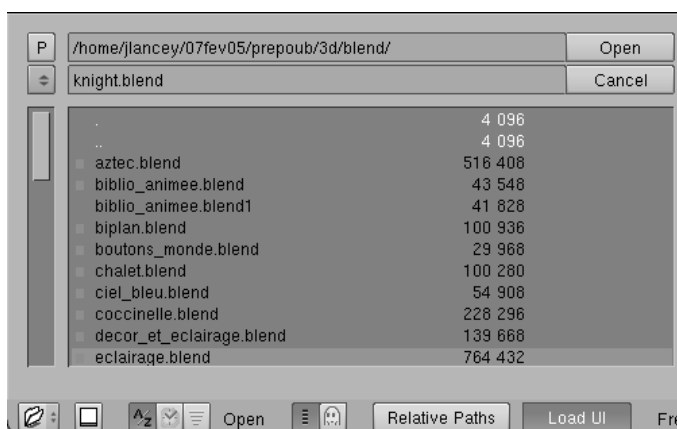 P /home/jlancey/07fev05/prepoub/3d/blend/ Open
knight.blend Cancel
. 4 096
.. 4 096
aztec.blend 516 408
biblio_animee.blend 43 548
biblio_animee.blend1 41 828
biplan.blend 100 936
boutons_monde.blend 29 968
chalet.blend 100 280
ciel_bleu.blend 54 908
coccinelle.blend 228 296
decor_et_eclairage.blend 139 668
eclairage.blend 764 432
A/Z Open Relative Paths Load UI Fre